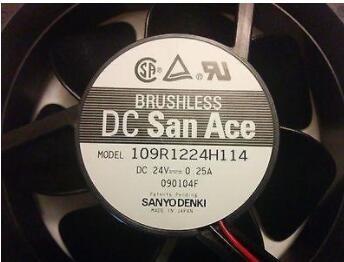 BRUSHLESS
DC San Ace
MODEL 109R1224H114
DC 24V⎓ 0.25A
090104F
Patents Pending
SANYO DENKI
MADE IN JAPAN